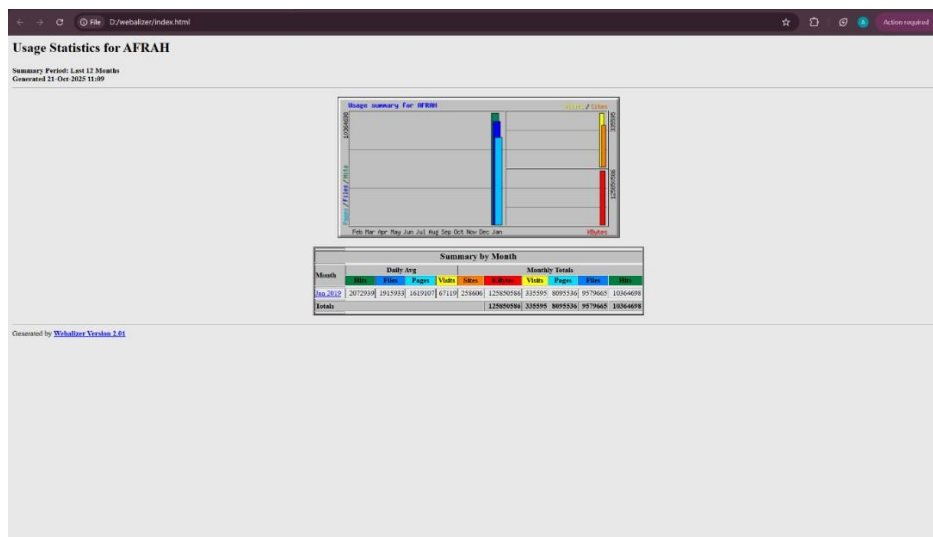 File D:/webalizer/index.html
Action required
Usage Statistics for AFRAH
Summary Period: Last 12 Months
Generated 21-Oct-2025 11:09
Usage summary for AFRAH
Visits / Sites
10364698
335595
Pages / Files / Hits
125850586
Feb Mar Apr May Jun Jul Aug Sep Oct Nov Dec Jan
KBytes
Summary by Month
Month Daily Avg Monthly Totals
Hits Files Pages Visits Sites KBytes Visits Pages Files Hits
Jan 2019 2072939 1915933 1619107 67119 258606 125850586 335595 8095536 9579665 10364698
Totals 125850586 335595 8095536 9579665 10364698
Generated by Webalizer Version 2.01